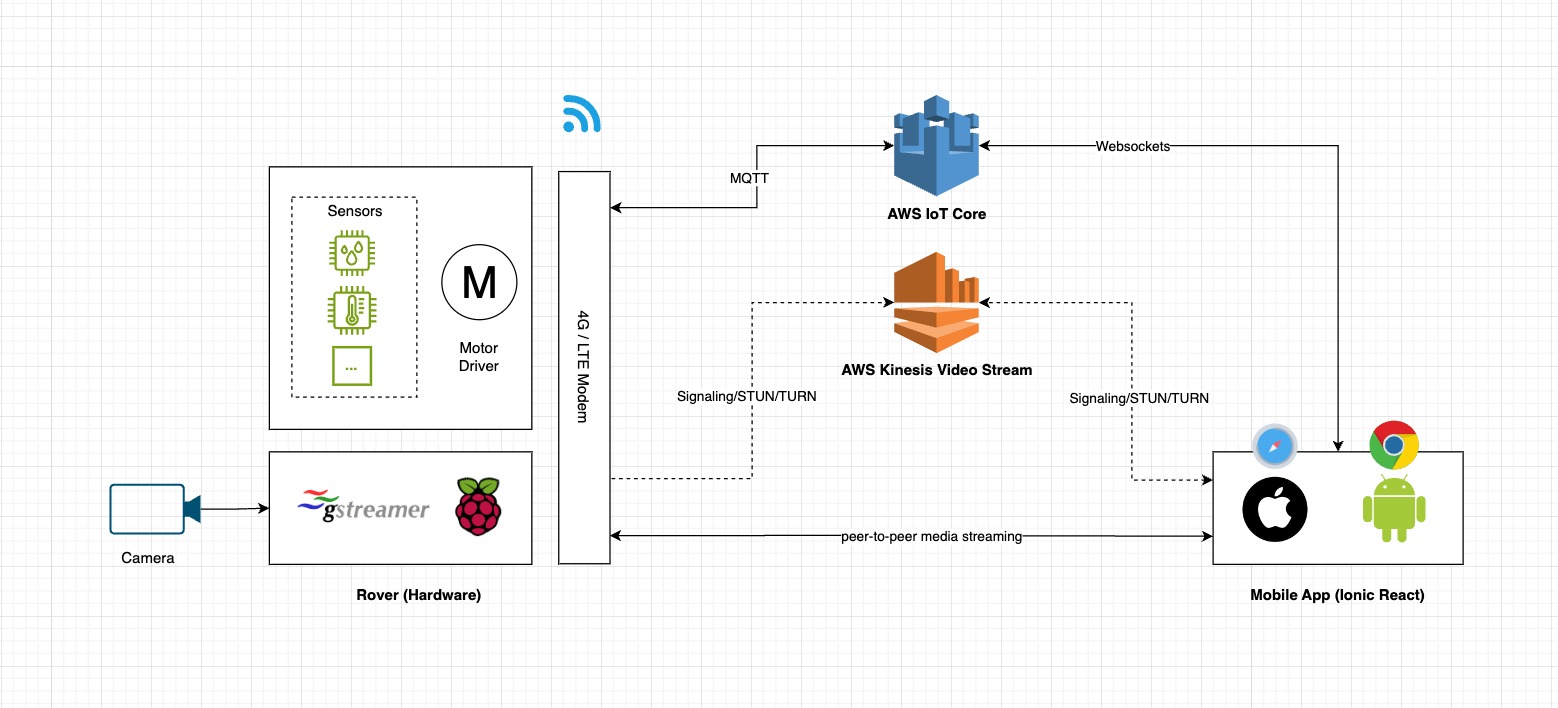 MQTT
Websockets
AWS IoT Core
Sensors
M
...
Motor
Driver
4G / LTE Modem
AWS Kinesis Video Stream
Signaling/STUN/TURN
Signaling/STUN/TURN
gstreamer
peer-to-peer media streaming
Camera
Rover (Hardware)
Mobile App (Ionic React)